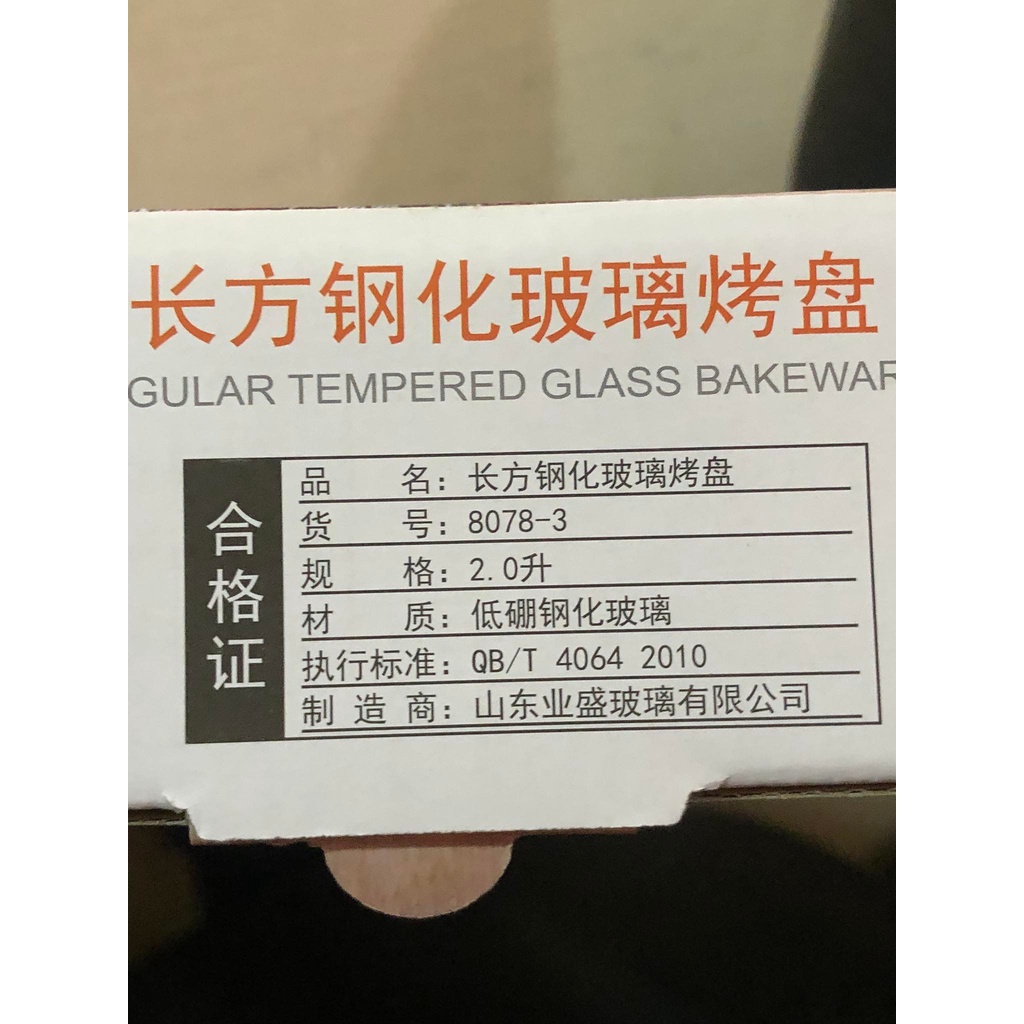 长方钢化玻璃烤盘
GULAR TEMPERED GLASS BAKEWAR
合格证
品 名：长方钢化玻璃烤盘
货 号：8078-3
规 格：2.0升
材 质：低硼钢化玻璃
执行标准：QB/T 4064 2010
制 造 商：山东业盛玻璃有限公司